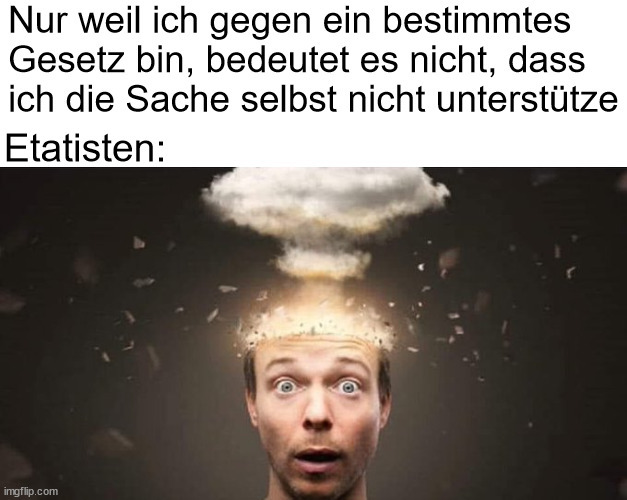 Nur weil ich gegen ein bestimmtes
Gesetz bin, bedeutet es nicht, dass
ich die Sache selbst nicht unterstütze
Etatisten:
imgflip.com